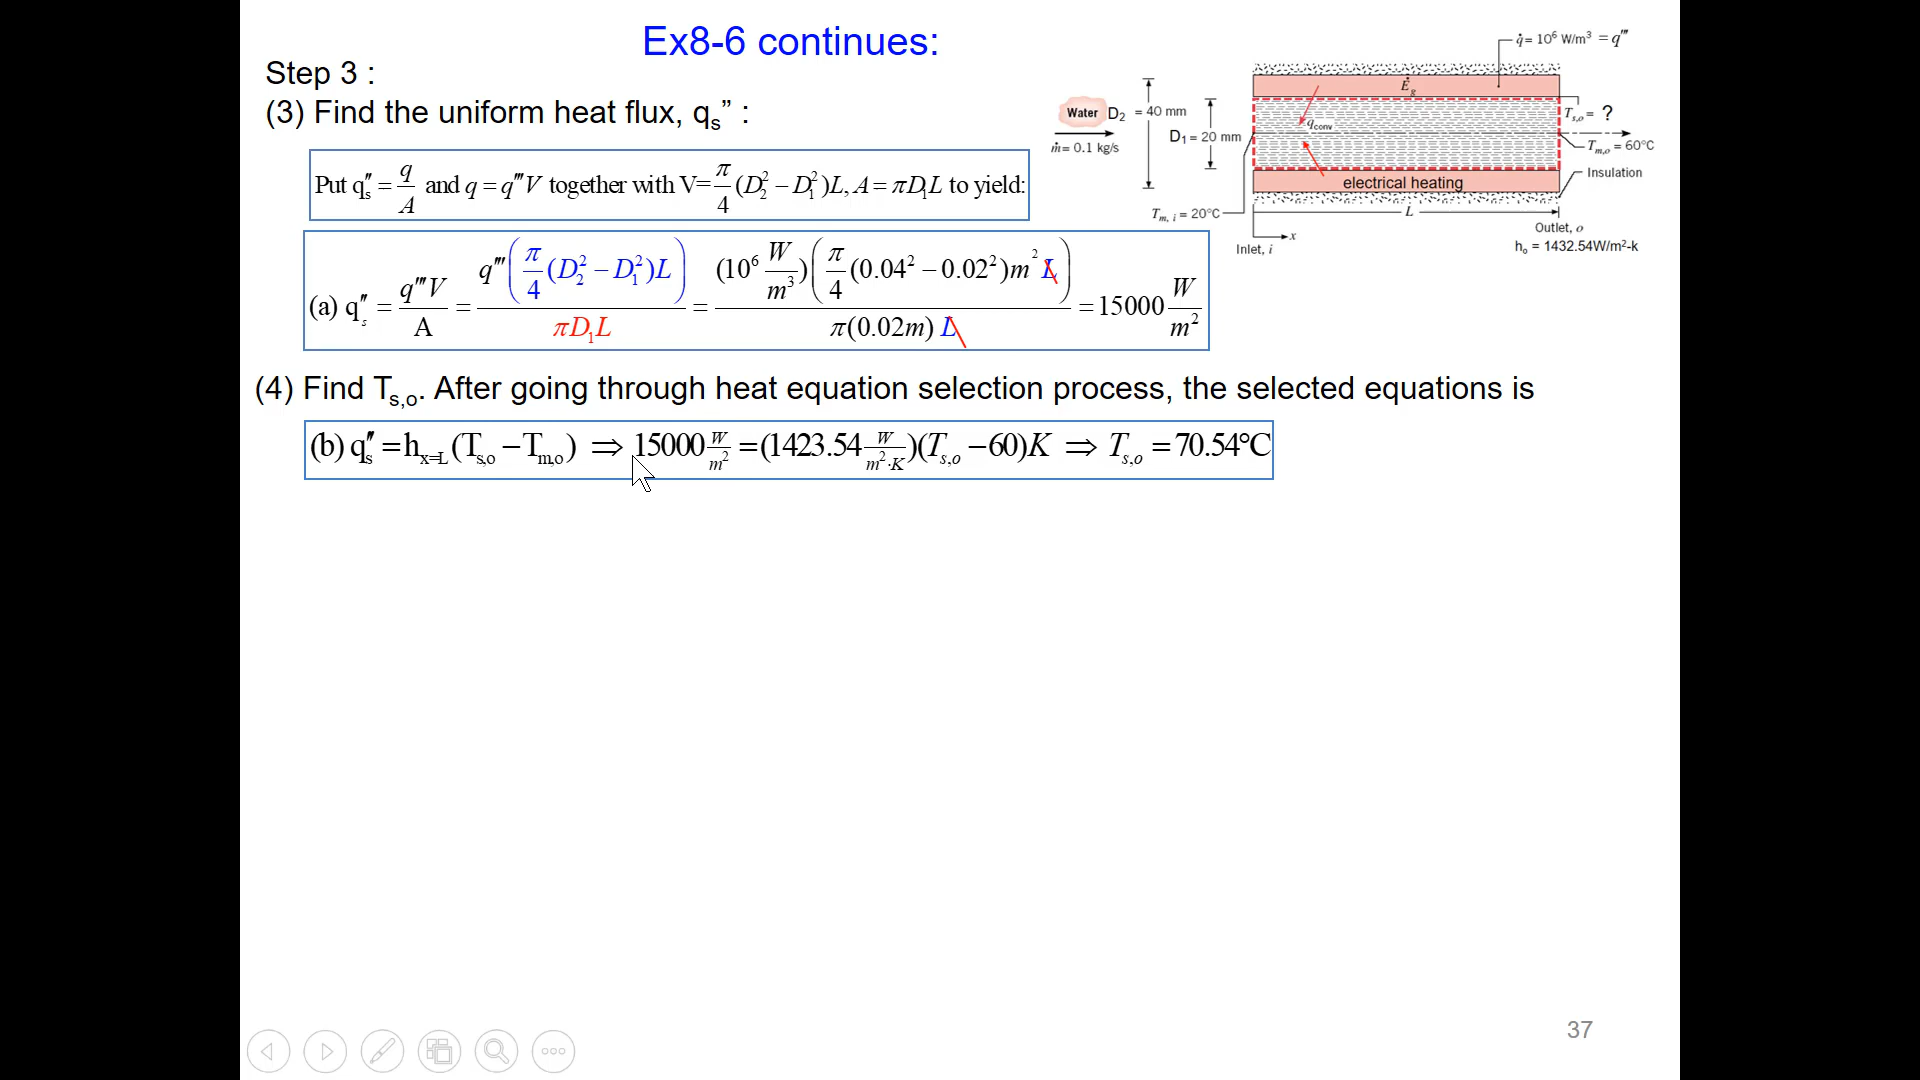 Ex8-6 continues:
Step 3 :
(3) Find the uniform heat flux, qs” :
Put q″s = q/A and q = q‴V together with V= π/4 (D₂² − D₁²)L, A = πD₁L to yield:
(a) q″s = q‴V/A = q‴(π/4 (D₂² − D₁²)L) / πD₁L = (10⁶ W/m³)(π/4 (0.04² − 0.02²)m² L) / π(0.02m) L = 15000 W/m²
(4) Find Ts,o. After going through heat equation selection process, the selected equations is
(b) q″s = hx=L (Ts,o − Tm,o) ⇒ 15000 W/m² = (1423.54 W/m²·K)(Ts,o − 60)K ⇒ Ts,o = 70.54°C
q̇ = 10⁶ W/m³ = q‴
Ėg
Water
D2 = 40 mm
D1 = 20 mm
ṁ = 0.1 kg/s
qconv
Ts,o = ?
Tm,o = 60°C
Insulation
electrical heating
Tm, i = 20°C
L
x
Inlet, i
Outlet, o
ho = 1432.54W/m²-k
37